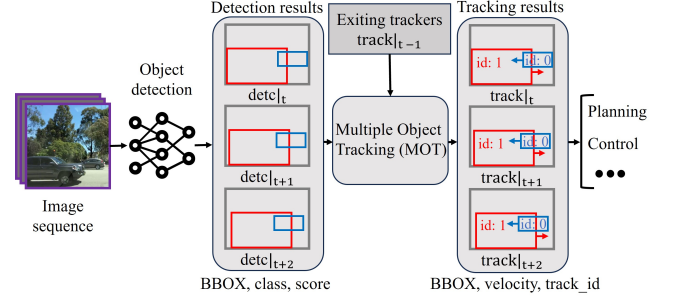 Detection results
Exiting trackers
track|t−1
Tracking results
Object
detection
detc|t
detc|t+1
detc|t+2
Multiple Object
Tracking (MOT)
id: 1
id: 0
track|t
id: 1
id: 0
track|t+1
id: 1
id: 0
track|t+2
Planning
Control
Image
sequence
BBOX, class, score
BBOX, velocity, track_id